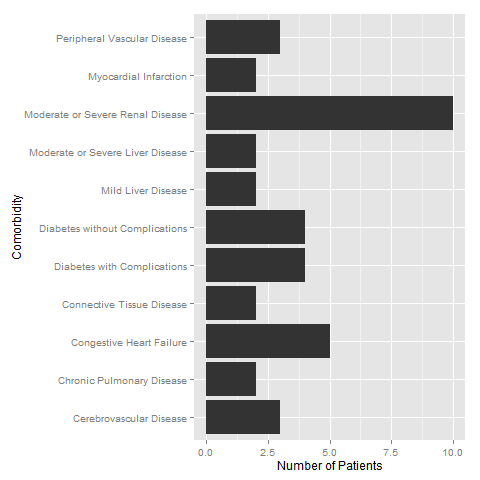 Peripheral Vascular Disease
Myocardial Infarction
Moderate or Severe Renal Disease
Moderate or Severe Liver Disease
Mild Liver Disease
Diabetes without Complications
Diabetes with Complications
Connective Tissue Disease
Congestive Heart Failure
Chronic Pulmonary Disease
Cerebrovascular Disease
Comorbidity
0.0 2.5 5.0 7.5 10.0
Number of Patients